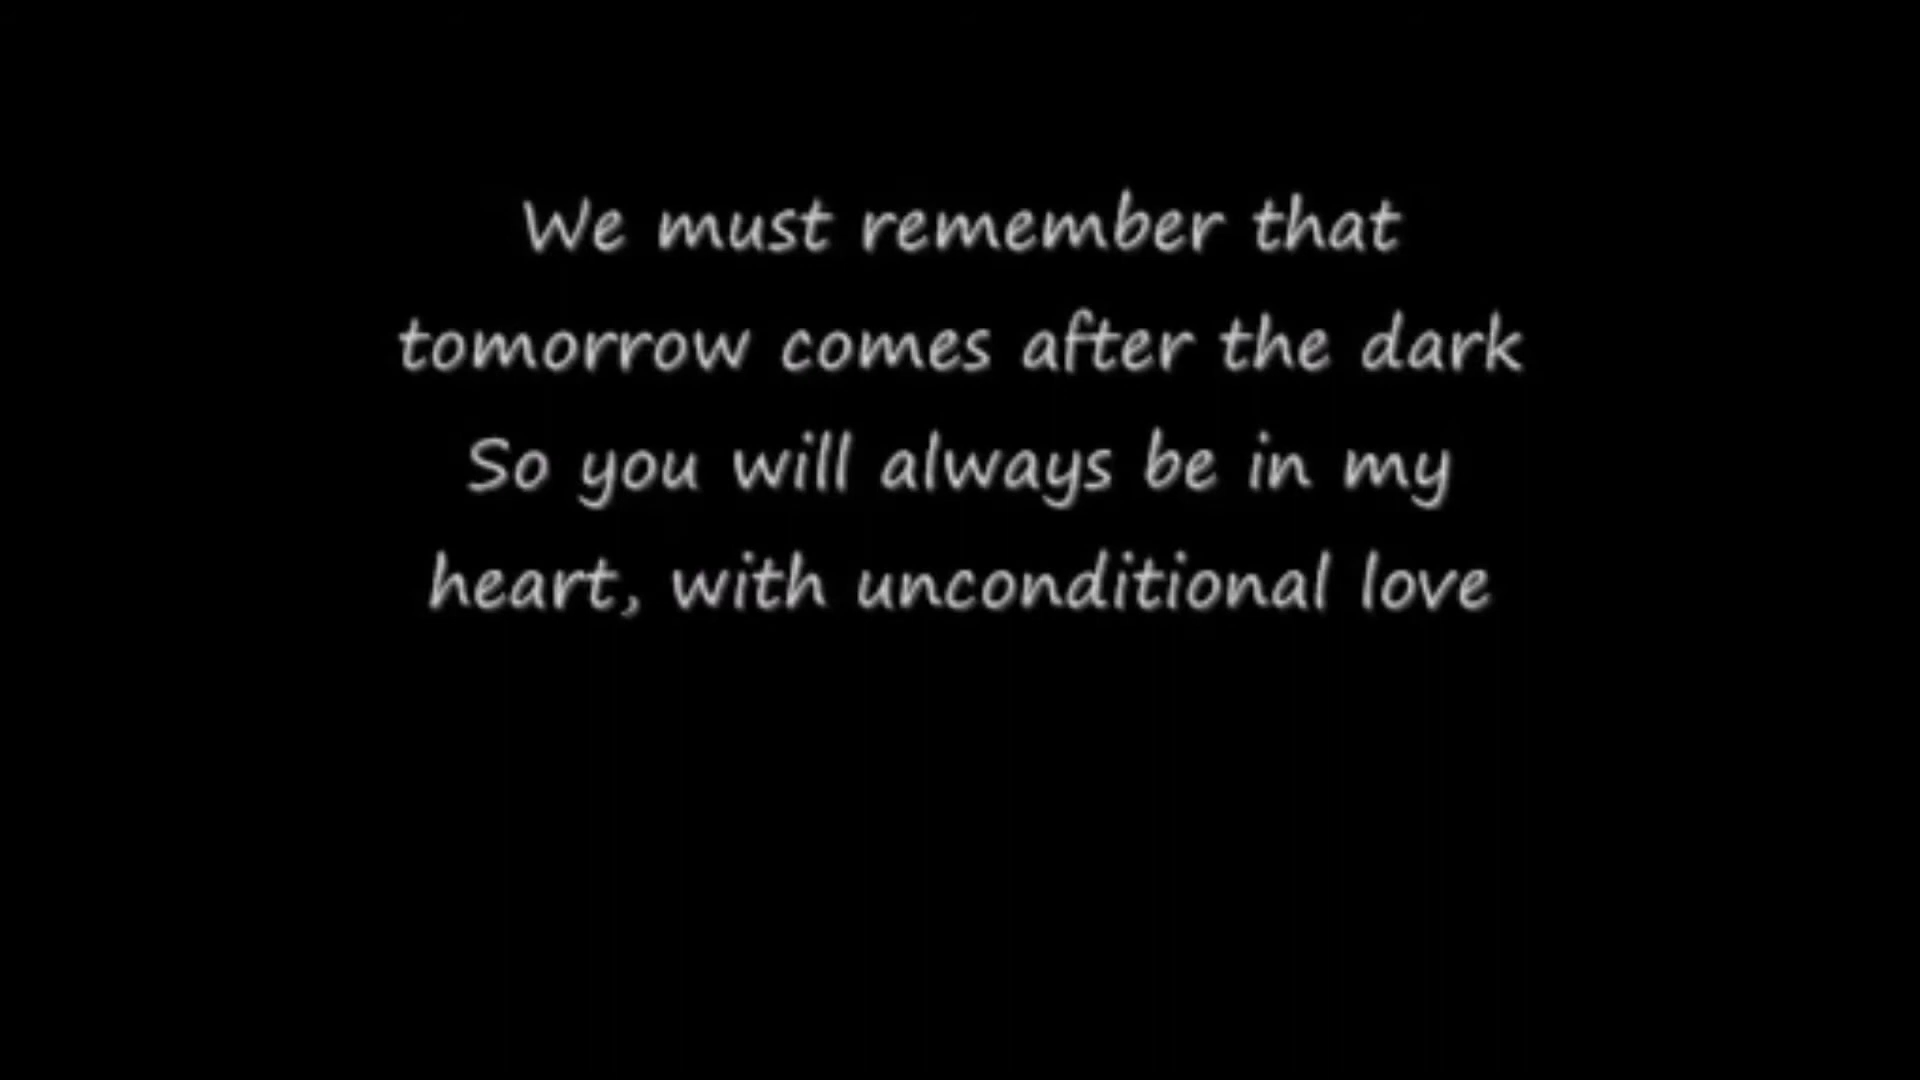 We must remember that
tomorrow comes after the dark
So you will always be in my
heart, with unconditional love